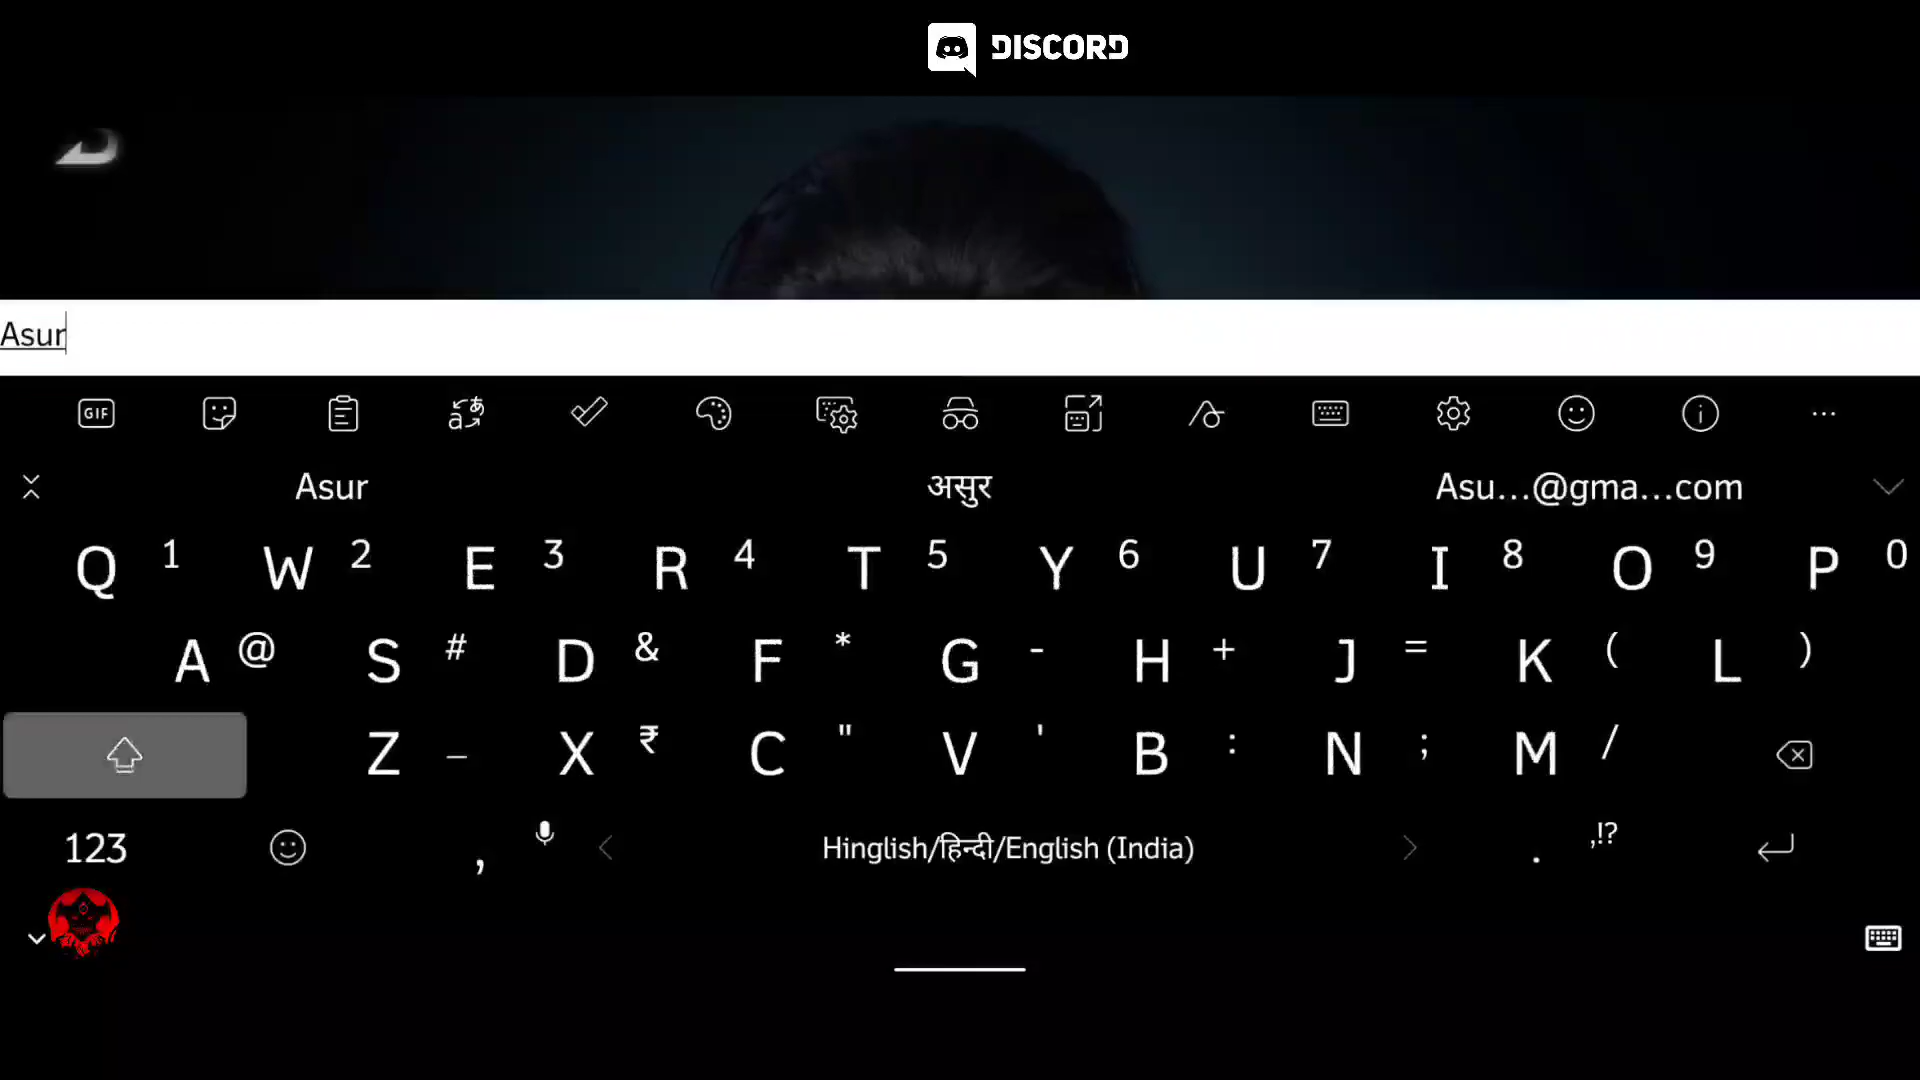 DISCORD
Asur
GIF
Asur असुर Asu...@gma...com
Q 1 W 2 E 3 R 4 T 5 Y 6 U 7 I 8 O 9 P 0
A @ S # D & F * G - H + J = K ( L )
Z _ X ₹ C " V ' B : N ; M /
123 , Hinglish/हिन्दी/English (India) . ,!?